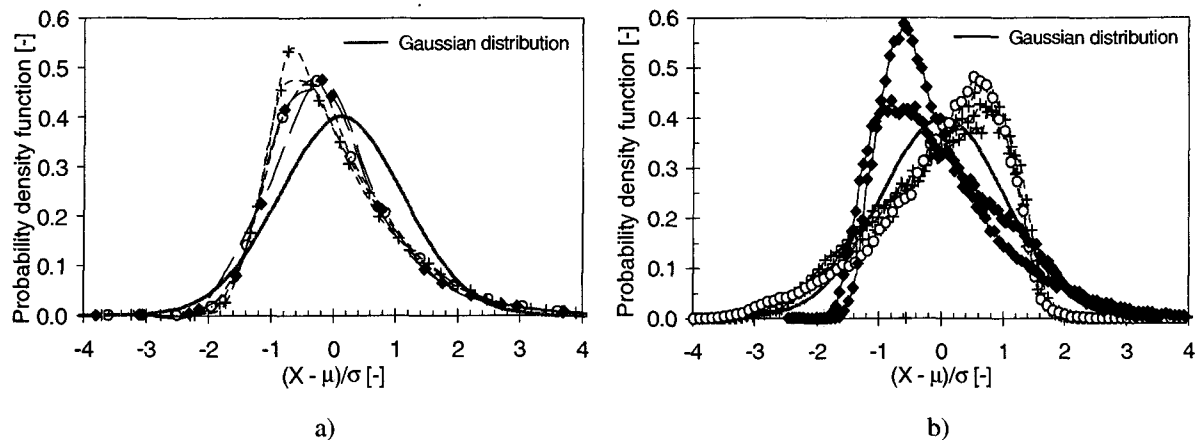 0.6
0.5
0.4
0.3
0.2
0.1
0.0
Probability density function [-]
Gaussian distribution
-4 -3 -2 -1 0 1 2 3 4
(X - μ)/σ [-]
a)
0.6
0.5
0.4
0.3
0.2
0.1
0.0
Probability density function [-]
Gaussian distribution
-4 -3 -2 -1 0 1 2 3 4
(X - μ)/σ [-]
b)